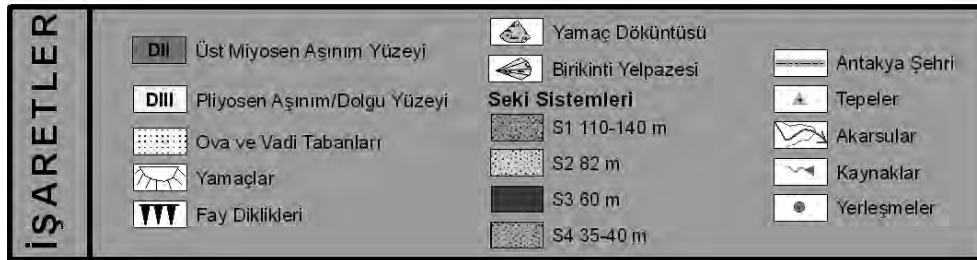 İŞARETLER
DII Üst Miyosen Aşınım Yüzeyi
DIII Pliyosen Aşınım/Dolgu Yüzeyi
Ova ve Vadi Tabanları
Yamaçlar
Fay Diklikleri
Yamaç Döküntüsü
Birikinti Yelpazesi
Seki Sistemleri
S1 110-140 m
S2 82 m
S3 60 m
S4 35-40 m
Antakya Şehri
Tepeler
Akarsular
Kaynaklar
Yerleşmeler